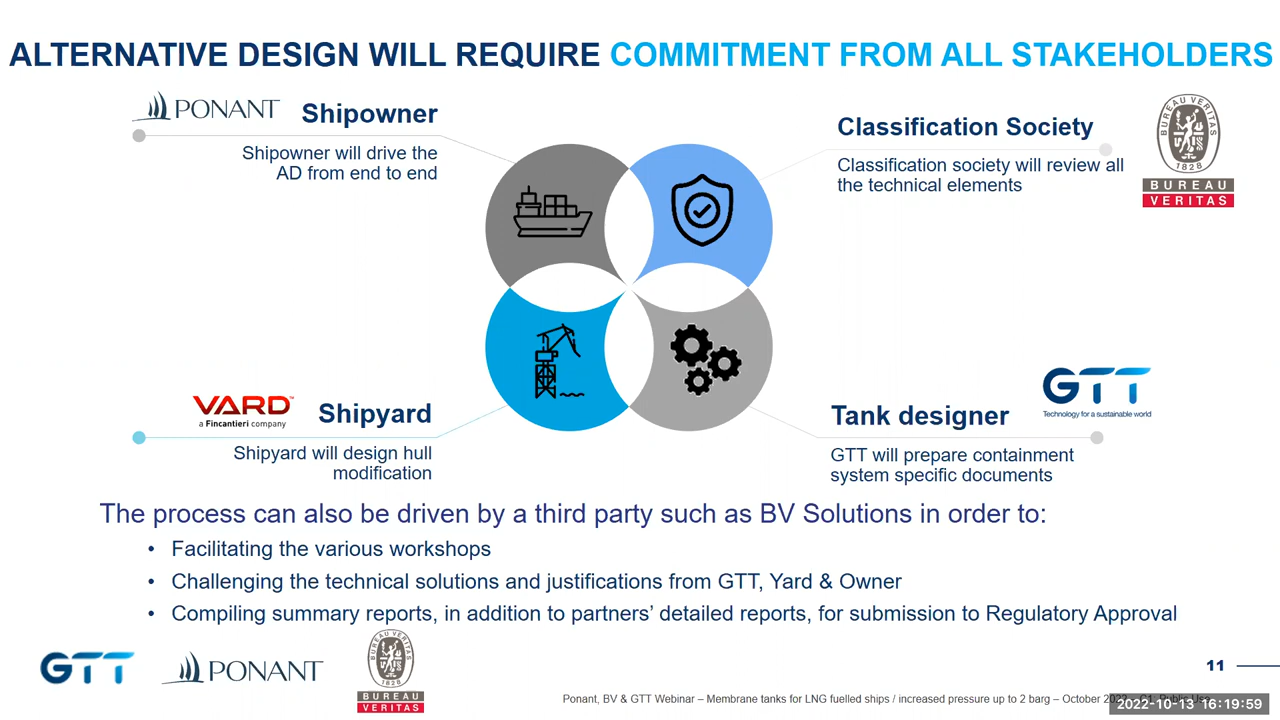 ALTERNATIVE DESIGN WILL REQUIRE COMMITMENT FROM ALL STAKEHOLDERS
PONANT
Shipowner
Shipowner will drive the
AD from end to end
Classification Society
Classification society will review all
the technical elements
BUREAU VERITAS
1828
BUREAU
VERITAS
VARD™
a Fincantieri company
Shipyard
Shipyard will design hull
modification
Tank designer
GTT will prepare containment
system specific documents
GTT
Technology for a sustainable world
The process can also be driven by a third party such as BV Solutions in order to:
• Facilitating the various workshops
• Challenging the technical solutions and justifications from GTT, Yard & Owner
• Compiling summary reports, in addition to partners’ detailed reports, for submission to Regulatory Approval
GTT
PONANT
BUREAU VERITAS
1828
BUREAU
VERITAS
11
Ponant, BV & GTT Webinar – Membrane tanks for LNG fuelled ships / increased pressure up to 2 barg – October
2022-10-13 16:19:59